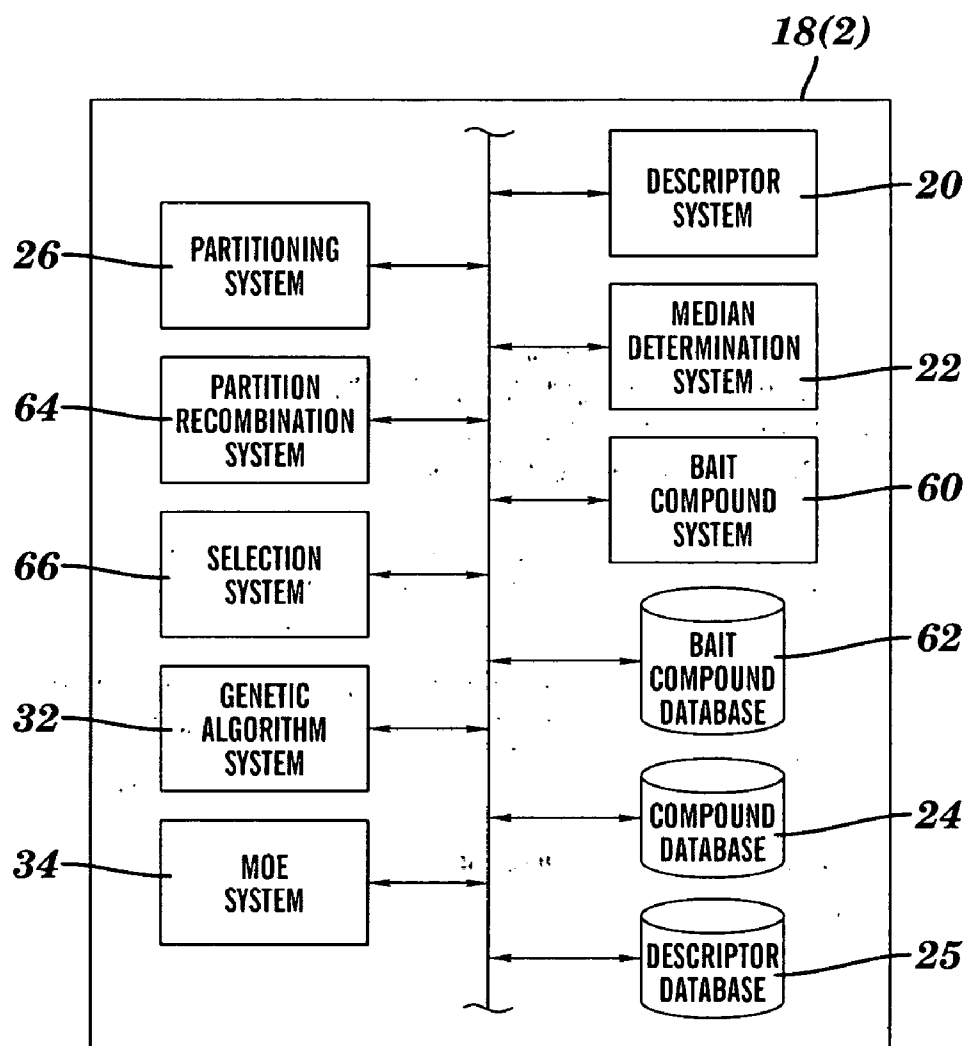 18(2)
DESCRIPTOR
SYSTEM
20
26
PARTITIONING
SYSTEM
MEDIAN
DETERMINATION
SYSTEM
22
64
PARTITION
RECOMBINATION
SYSTEM
BAIT
COMPOUND
SYSTEM
60
66
SELECTION
SYSTEM
BAIT
COMPOUND
DATABASE
62
32
GENETIC
ALGORITHM
SYSTEM
COMPOUND
DATABASE
24
34
MOE
SYSTEM
DESCRIPTOR
DATABASE
25